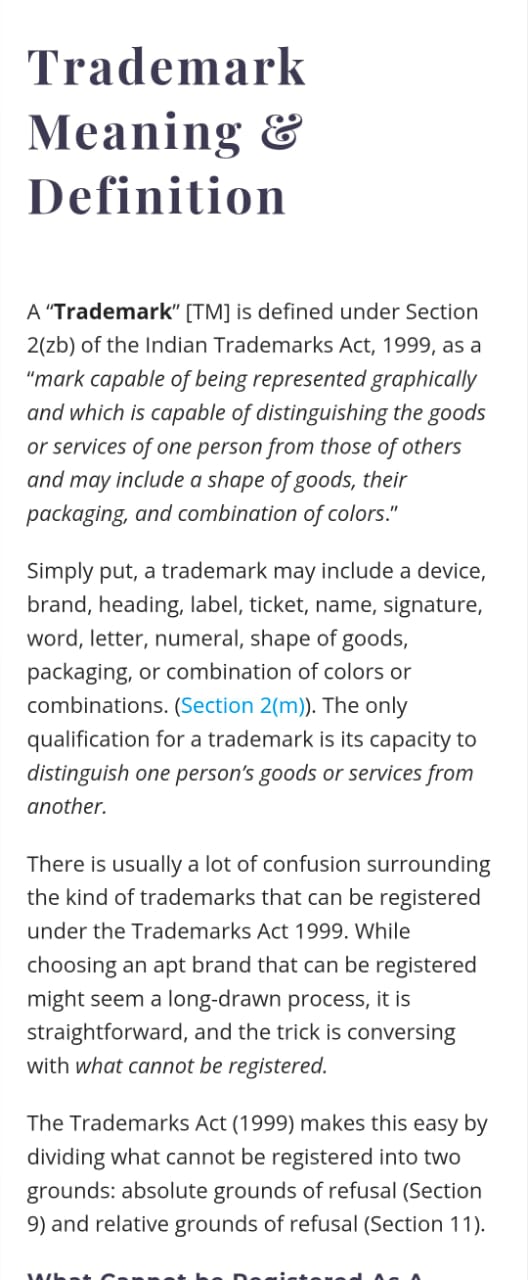 Trademark
Meaning &
Definition
A “Trademark” [TM] is defined under Section
2(zb) of the Indian Trademarks Act, 1999, as a
“mark capable of being represented graphically
and which is capable of distinguishing the goods
or services of one person from those of others
and may include a shape of goods, their
packaging, and combination of colors.”
Simply put, a trademark may include a device,
brand, heading, label, ticket, name, signature,
word, letter, numeral, shape of goods,
packaging, or combination of colors or
combinations. (Section 2(m)). The only
qualification for a trademark is its capacity to
distinguish one person’s goods or services from
another.
There is usually a lot of confusion surrounding
the kind of trademarks that can be registered
under the Trademarks Act 1999. While
choosing an apt brand that can be registered
might seem a long-drawn process, it is
straightforward, and the trick is conversing
with what cannot be registered.
The Trademarks Act (1999) makes this easy by
dividing what cannot be registered into two
grounds: absolute grounds of refusal (Section
9) and relative grounds of refusal (Section 11).
What Cannot be Registered As A